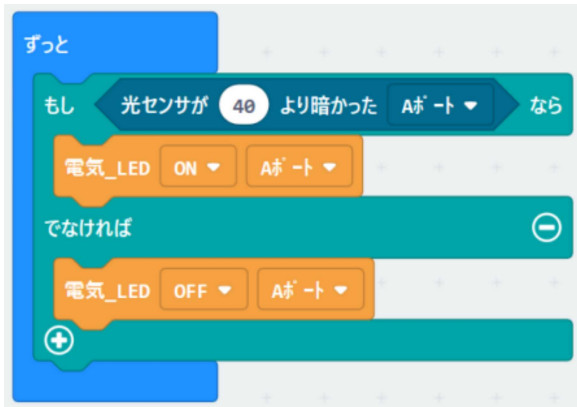 ずっと
もし 光センサが 40 より暗かった Aポート なら
電気_LED ON Aポート
でなければ
電気_LED OFF Aポート